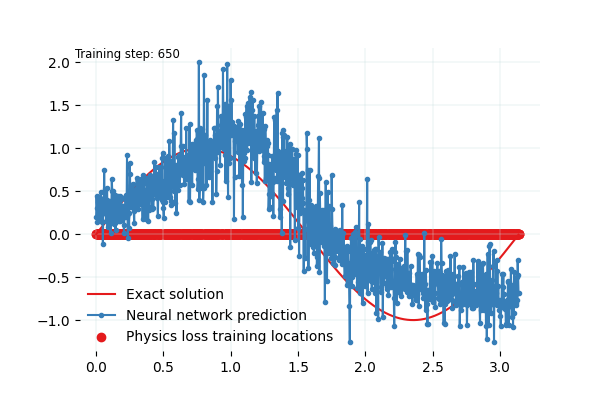 Training step: 650
2.0
1.5
1.0
0.5
0.0
−0.5
−1.0
Exact solution
Neural network prediction
Physics loss training locations
0.0 0.5 1.0 1.5 2.0 2.5 3.0